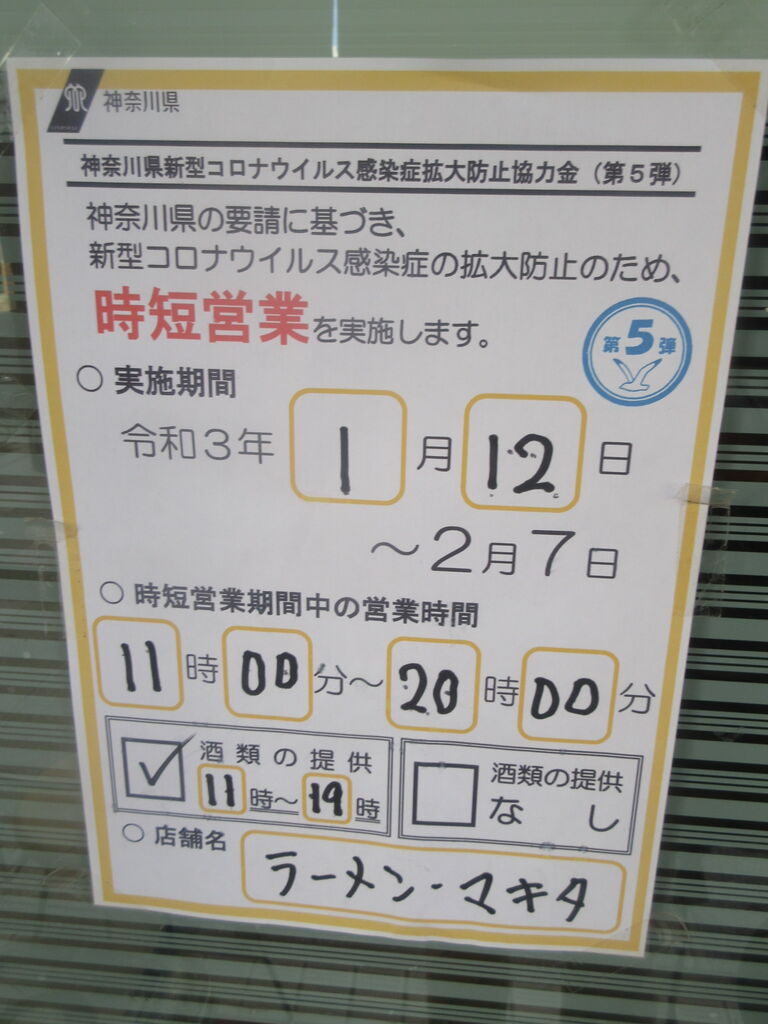 神奈川県
神奈川県新型コロナウイルス感染症拡大防止協力金（第５弾）
神奈川県の要請に基づき、
新型コロナウイルス感染症の拡大防止のため、
時短営業を実施します。
第5弾
○ 実施期間
令和３年 1 月 12 日
～２月７日
○ 時短営業期間中の営業時間
11 時 00 分～ 20 時 00 分
酒類の提供
11 時～ 19 時
酒類の提供
なし
○ 店舗名
ラーメン・マキタ